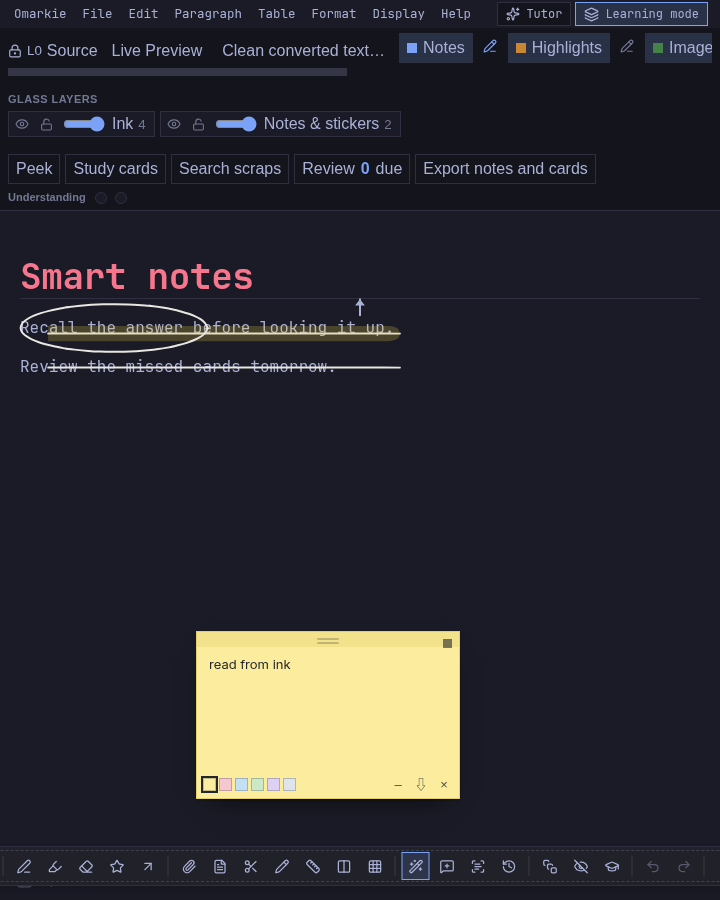 Omarkie File Edit Paragraph Table Format Display Help Tutor Learning mode
L0 Source Live Preview Clean converted text… Notes Highlights Image
GLASS LAYERS
Ink 4 Notes & stickers 2
Peek Study cards Search scraps Review 0 due Export notes and cards
Understanding
Smart notes
Recall the answer before looking it up.
Review the missed cards tomorrow.
read from ink